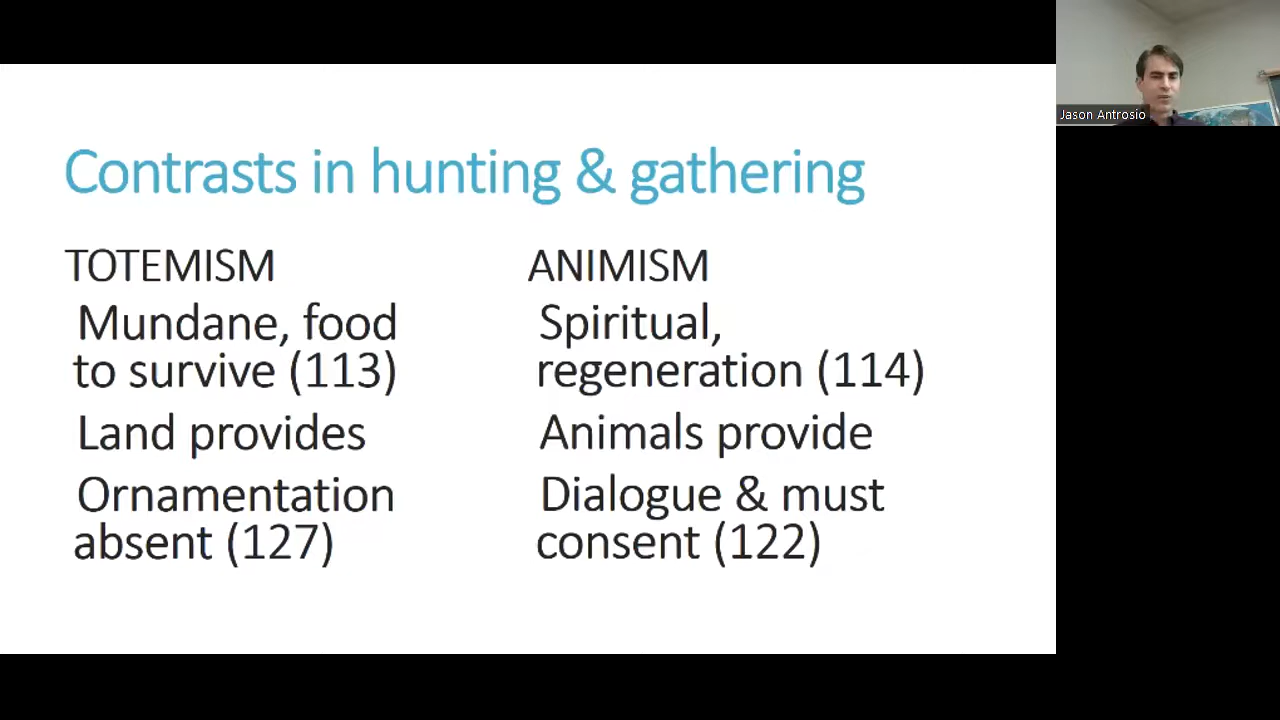 Contrasts in hunting & gathering
TOTEMISM
Mundane, food
to survive (113)
Land provides
Ornamentation
absent (127)
ANIMISM
Spiritual,
regeneration (114)
Animals provide
Dialogue & must
consent (122)
Jason Antrosio